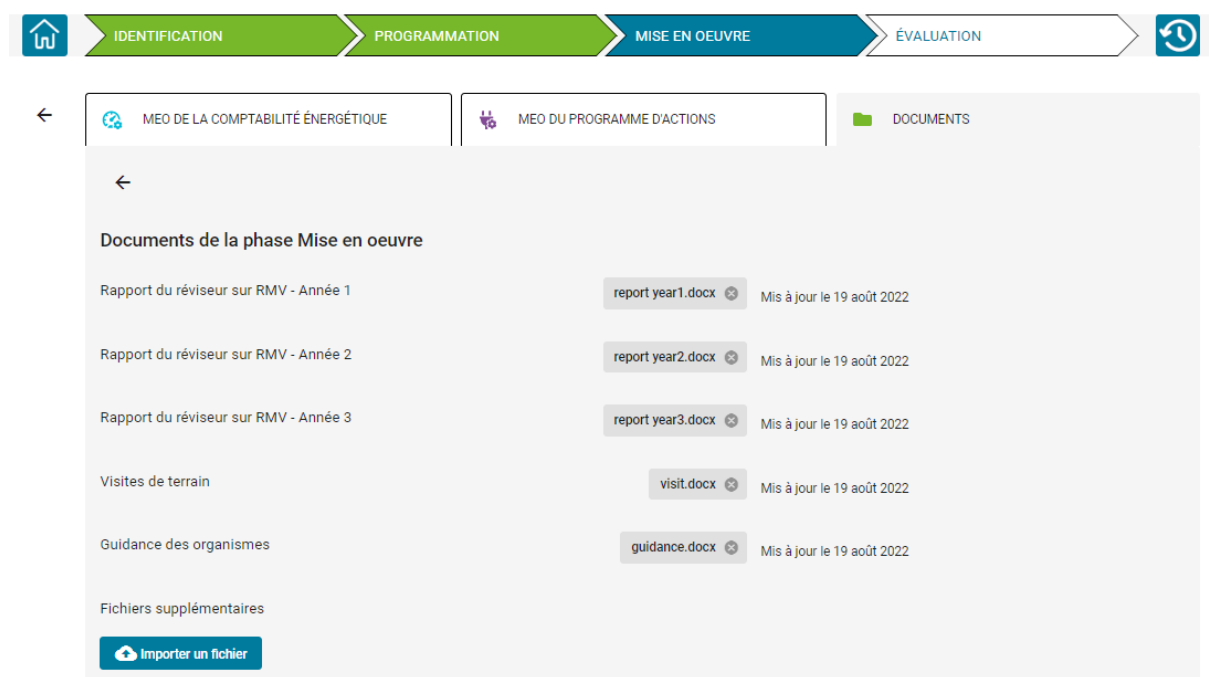 IDENTIFICATION PROGRAMMATION MISE EN OEUVRE ÉVALUATION
MEO DE LA COMPTABILITÉ ÉNERGÉTIQUE MEO DU PROGRAMME D'ACTIONS DOCUMENTS
Documents de la phase Mise en oeuvre
Rapport du réviseur sur RMV - Année 1 report year1.docx Mis à jour le 19 août 2022
Rapport du réviseur sur RMV - Année 2 report year2.docx Mis à jour le 19 août 2022
Rapport du réviseur sur RMV - Année 3 report year3.docx Mis à jour le 19 août 2022
Visites de terrain visit.docx Mis à jour le 19 août 2022
Guidance des organismes guidance.docx Mis à jour le 19 août 2022
Fichiers supplémentaires
Importer un fichier